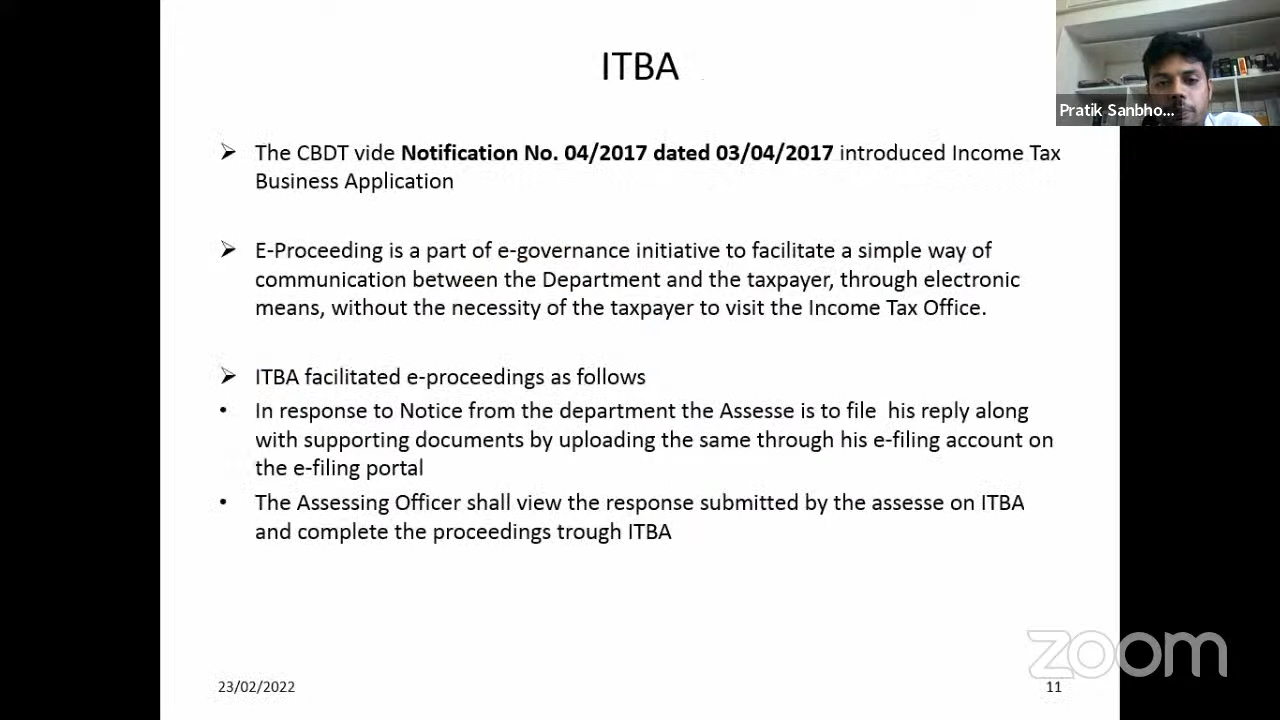 ITBA
Pratik Sanbho...
➢ The CBDT vide Notification No. 04/2017 dated 03/04/2017 introduced Income Tax
Business Application
➢ E-Proceeding is a part of e-governance initiative to facilitate a simple way of
communication between the Department and the taxpayer, through electronic
means, without the necessity of the taxpayer to visit the Income Tax Office.
➢ ITBA facilitated e-proceedings as follows
• In response to Notice from the department the Assesse is to file his reply along
with supporting documents by uploading the same through his e-filing account on
the e-filing portal
• The Assessing Officer shall view the response submitted by the assesse on ITBA
and complete the proceedings trough ITBA
zoom
23/02/2022
11